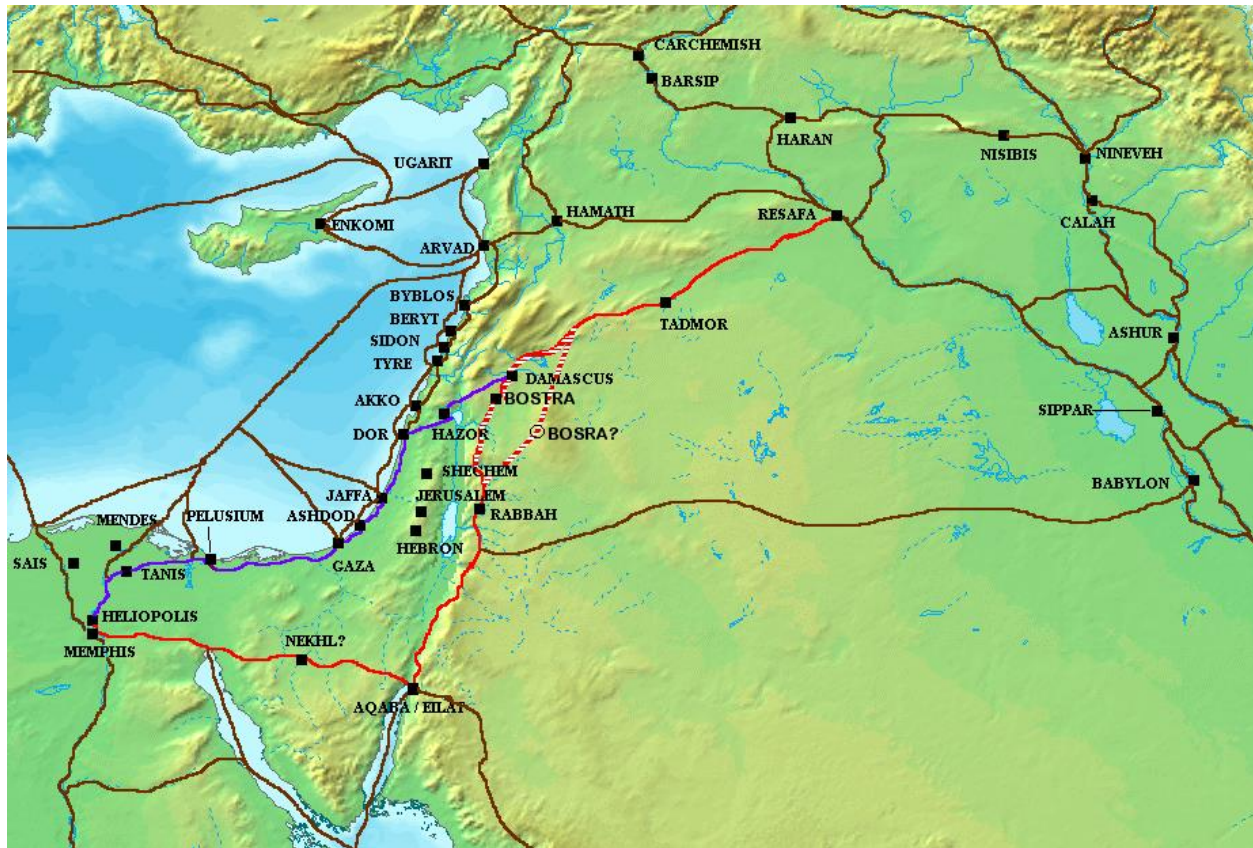 CARCHEMISH
BARSIP
HARAN
NISIBIS
NINEVEH
UGARIT
CALAH
HAMATH
RESAFA
ENKOMI
ARVAD
BYBLOS
TADMOR
BERYT
SIDON
ASHUR
TYRE
DAMASCUS
BOSTRA
AKKO
SIPPAR
DOR
HAZOR
BOSRA?
SHECHEM
BABYLON
JAFFA
JERUSALEM
RABBAH
ASHDOD
MENDES
PELUSIUM
HEBRON
SAIS
GAZA
TANIS
HELIOPOLIS
NEKHL?
MEMPHIS
AQABA / EILAT